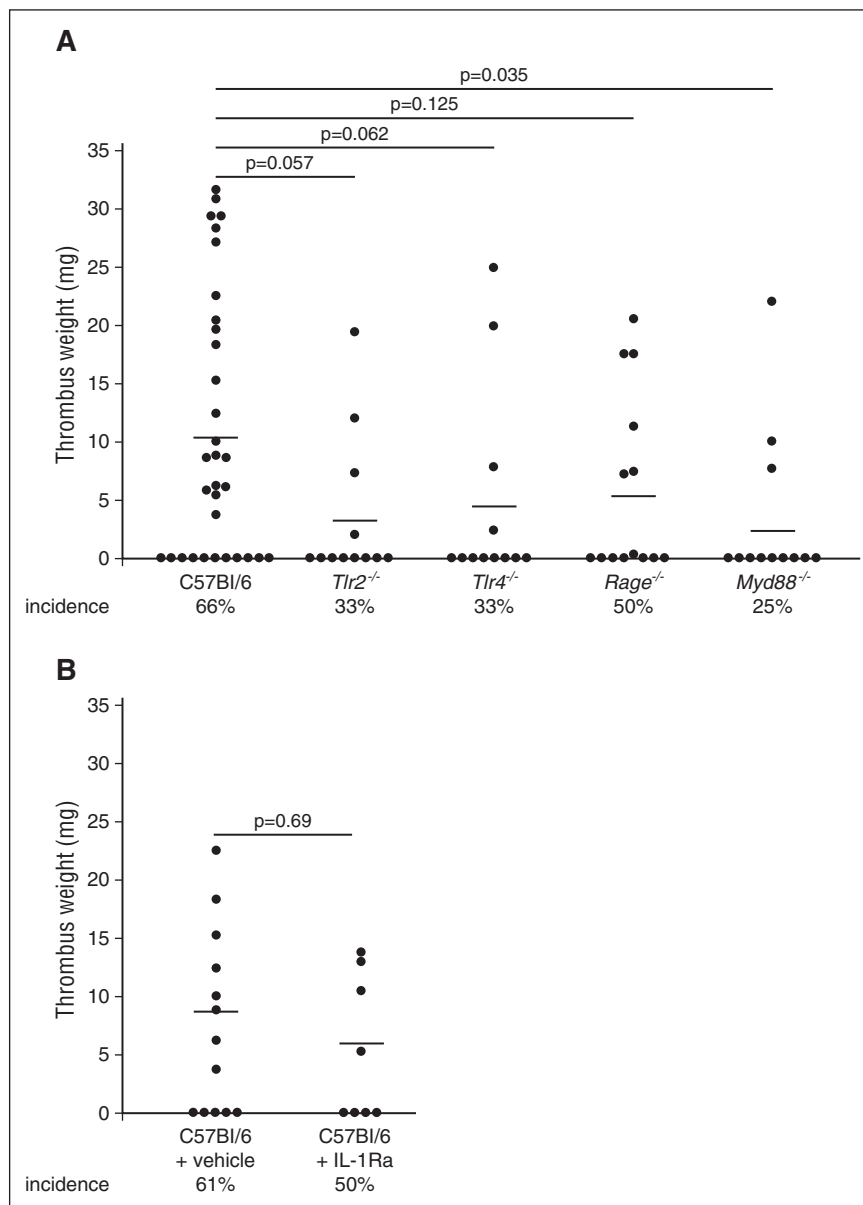 A
p=0.035
p=0.125
p=0.062
p=0.057
35
30
25
20
15
10
5
0
Thrombus weight (mg)
C57Bl/6 Tlr2-/- Tlr4-/- Rage-/- Myd88-/-
incidence 66% 33% 33% 50% 25%
B
35
30
25
20
15
10
5
0
Thrombus weight (mg)
p=0.69
C57Bl/6 C57Bl/6
+ vehicle + IL-1Ra
incidence 61% 50%